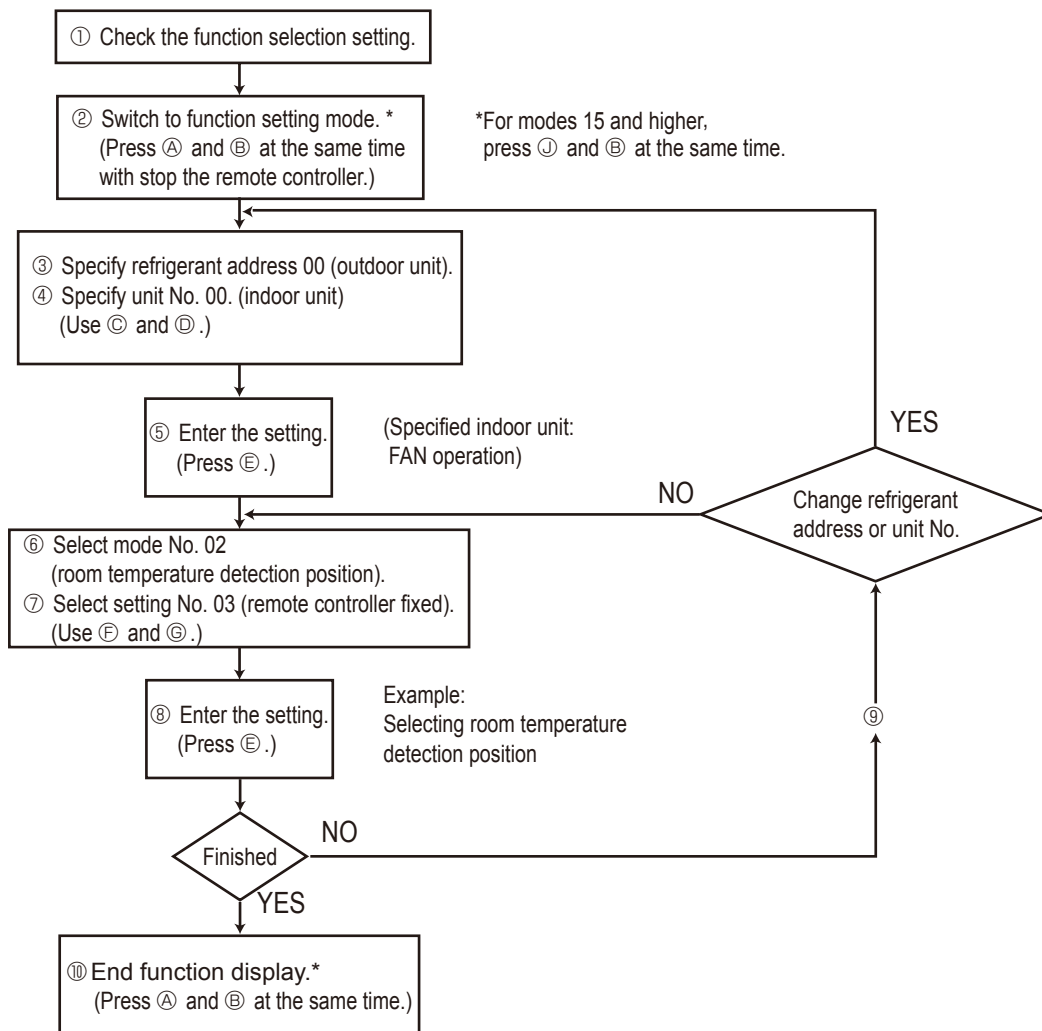 ① Check the function selection setting.
② Switch to function setting mode. *
(Press Ⓐ and Ⓑ at the same time
with stop the remote controller.)
*For modes 15 and higher,
press Ⓙ and Ⓑ at the same time.
③ Specify refrigerant address 00 (outdoor unit).
④ Specify unit No. 00. (indoor unit)
(Use Ⓒ and Ⓓ.)
⑤ Enter the setting.
(Press Ⓔ.)
(Specified indoor unit:
FAN operation)
YES
NO
Change refrigerant
address or unit No.
⑥ Select mode No. 02
(room temperature detection position).
⑦ Select setting No. 03 (remote controller fixed).
(Use Ⓕ and Ⓖ.)
⑧ Enter the setting.
(Press Ⓔ.)
Example:
Selecting room temperature
detection position
⑨
Finished
NO
YES
⑩ End function display.*
(Press Ⓐ and Ⓑ at the same time.)